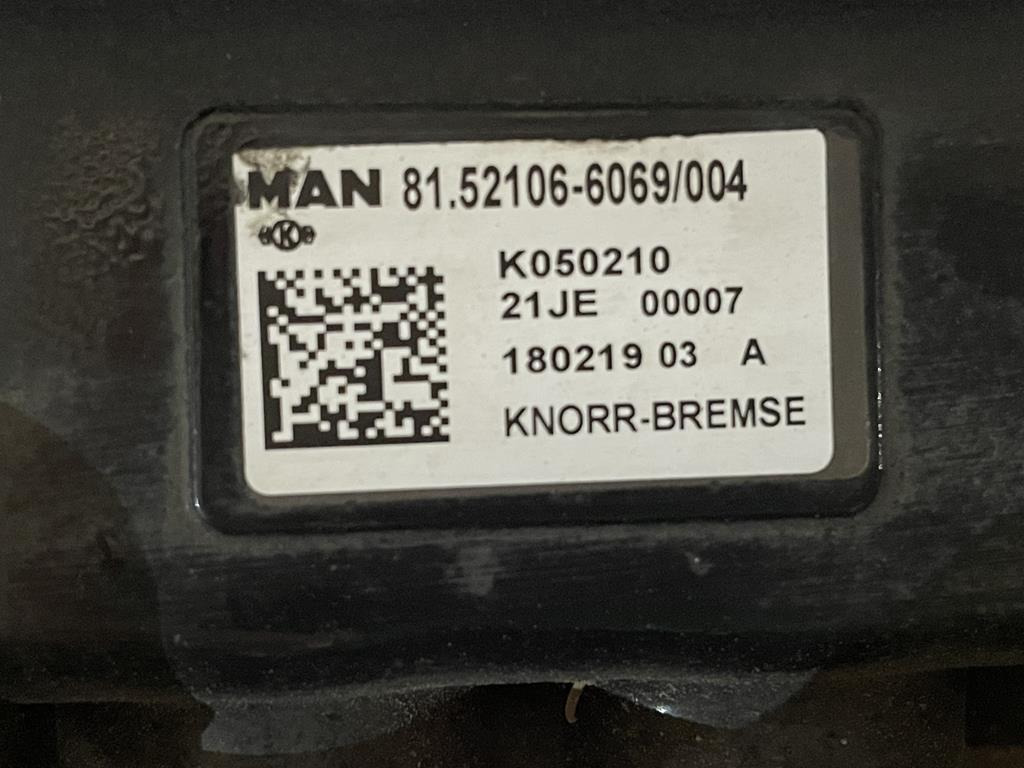 MAN 81.52106-6069/004
«K»
K050210
21JE 00007
180219 03 A
KNORR-BREMSE